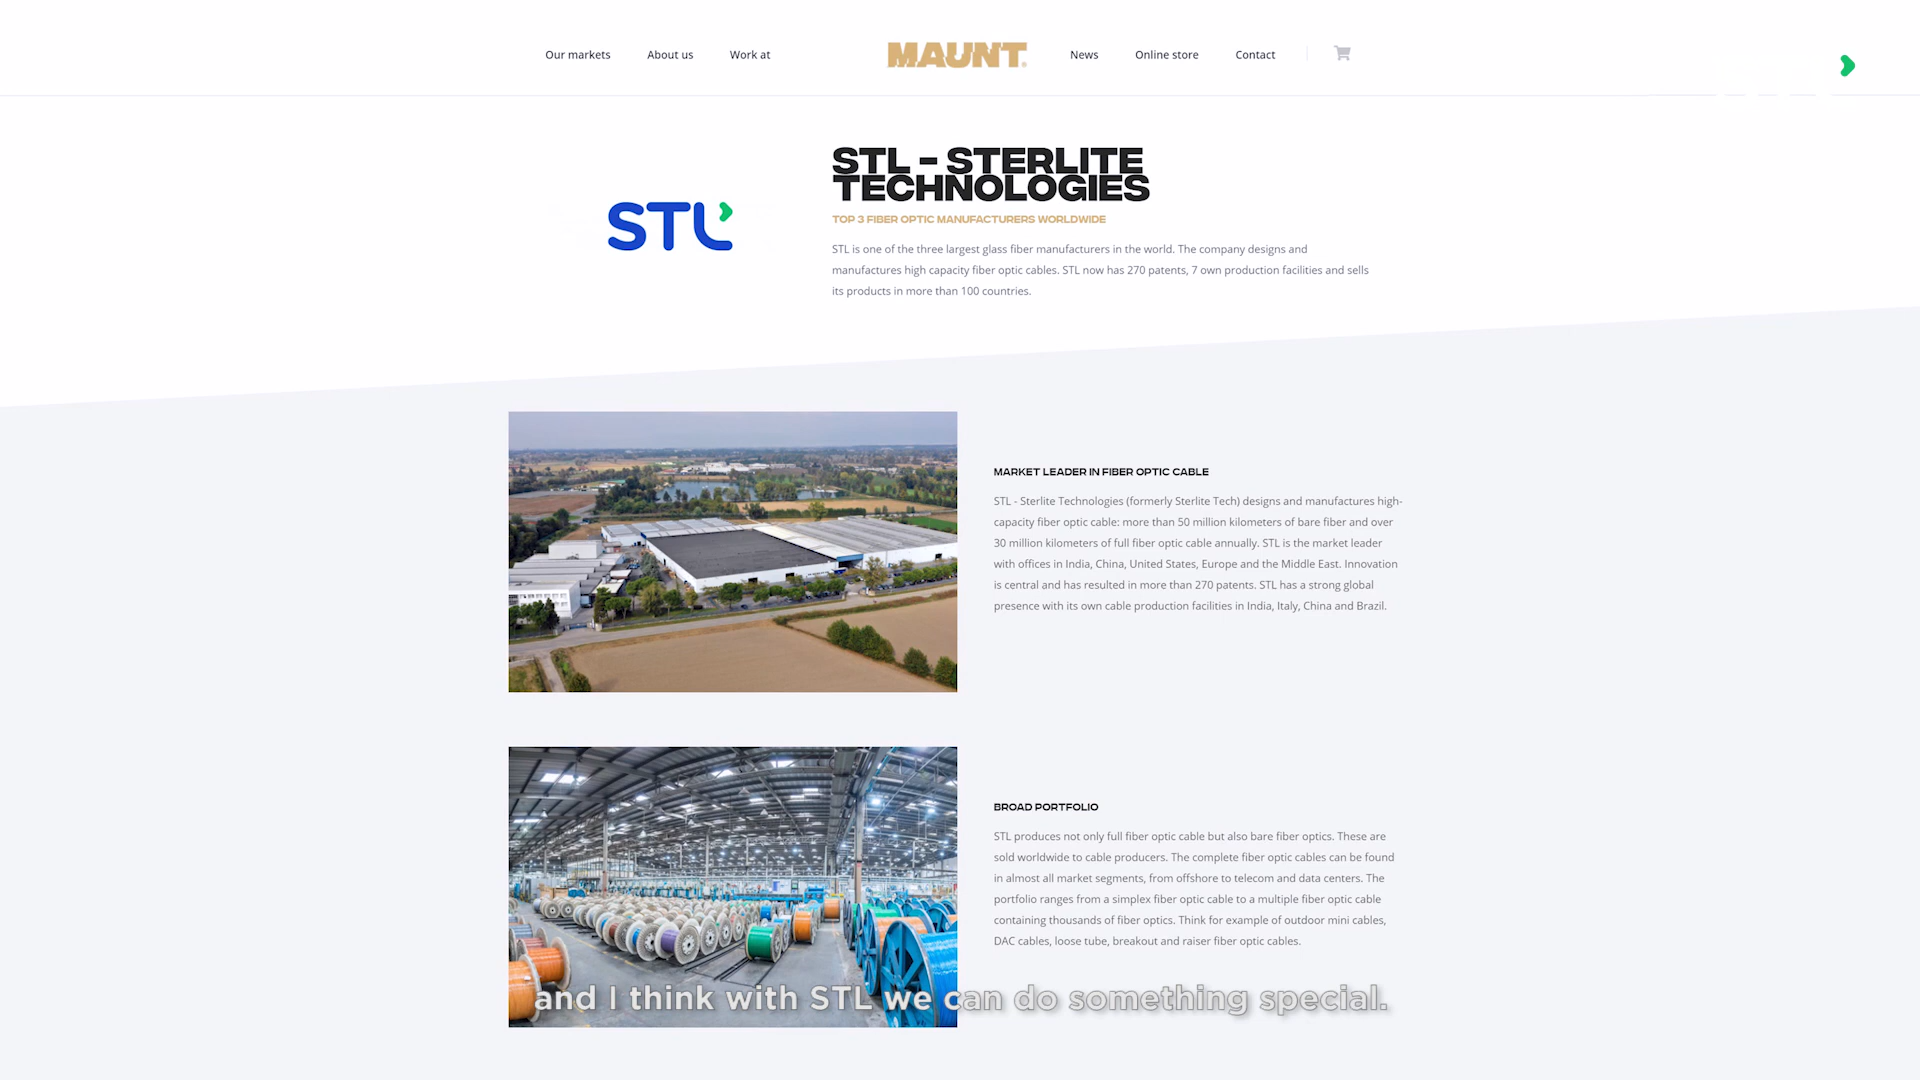 Our markets
About us
Work at
MAUNT
News
Online store
Contact
STL
STL - STERLITE
TECHNOLOGIES
TOP 3 FIBER OPTIC MANUFACTURERS WORLDWIDE
STL is one of the three largest glass fiber manufacturers in the world. The company designs and
manufactures high capacity fiber optic cables. STL now has 270 patents, 7 own production facilities and sells
its products in more than 100 countries.
MARKET LEADER IN FIBER OPTIC CABLE
STL - Sterlite Technologies (formerly Sterlite Tech) designs and manufactures high-
capacity fiber optic cable: more than 50 million kilometers of bare fiber and over
30 million kilometers of full fiber optic cable annually. STL is the market leader
with offices in India, China, United States, Europe and the Middle East. Innovation
is central and has resulted in more than 270 patents. STL has a strong global
presence with its own cable production facilities in India, Italy, China and Brazil.
BROAD PORTFOLIO
STL produces not only full fiber optic cable but also bare fiber optics. These are
sold worldwide to cable producers. The complete fiber optic cables can be found
in almost all market segments, from offshore to telecom and data centers. The
portfolio ranges from a simplex fiber optic cable to a multiple fiber optic cable
containing thousands of fiber optics. Think for example of outdoor mini cables,
DAC cables, loose tube, breakout and raiser fiber optic cables.
and I think with STL we can do something special.